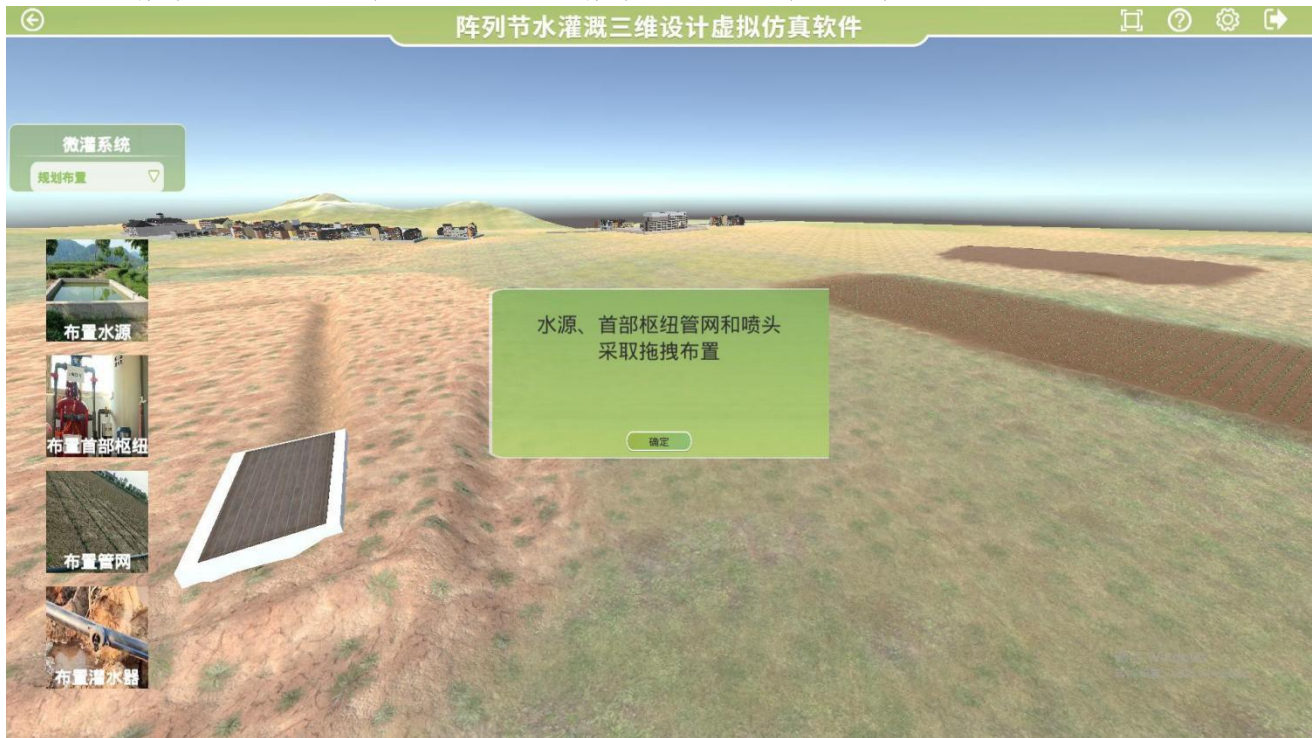 阵列节水灌溉三维设计虚拟仿真软件
微灌系统
规划布置
布置水源
布置首部枢纽
布置管网
布置灌水器
水源、首部枢纽管网和喷头
采取拖拽布置
确定